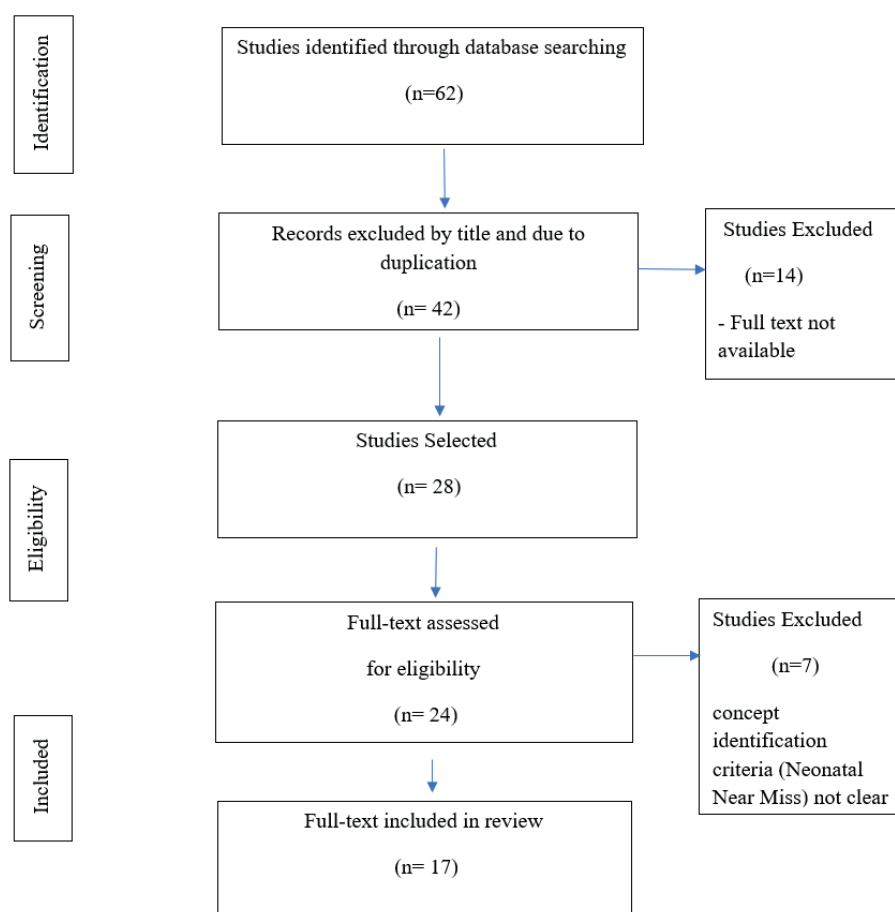 Identification
Studies identified through database searching
(n=62)
Screening
Records excluded by title and due to
duplication
(n= 42)
Studies Excluded
(n=14)
- Full text not
available
Eligibility
Studies Selected
(n= 28)
Full-text assessed
for eligibility
(n= 24)
Studies Excluded
(n=7)
concept
identification
criteria (Neonatal
Near Miss) not clear
Included
Full-text included in review
(n= 17)